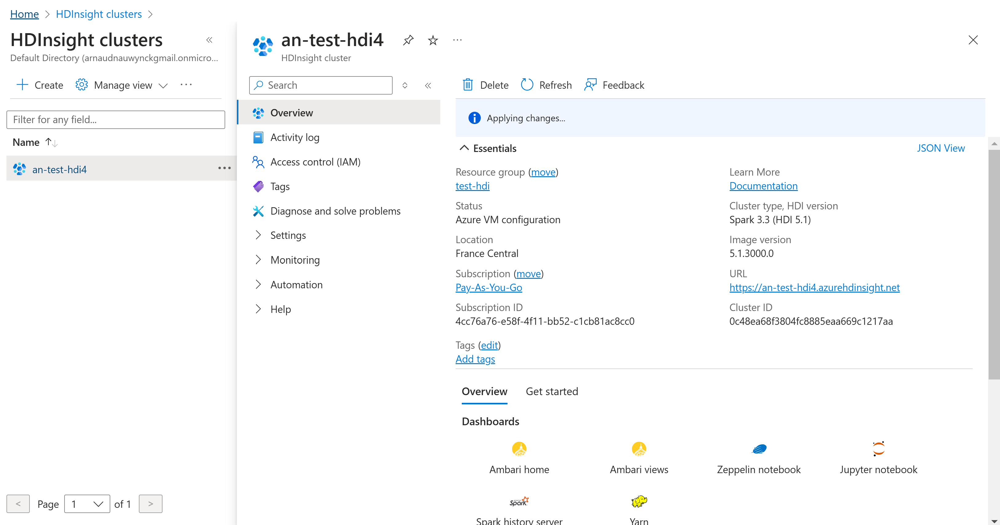 Home > HDInsight clusters >
HDInsight clusters «
Default Directory (arnaudnauwynckgmail.onmicro...
+ Create Manage view ...
Filter for any field...
Name ↑↓
an-test-hdi4 ...
< Page 1 of 1 >
an-test-hdi4 ...
HDInsight cluster
Search «
Overview
Activity log
Access control (IAM)
Tags
Diagnose and solve problems
Settings
Monitoring
Automation
Help
Delete Refresh Feedback
Applying changes...
Essentials
JSON View
Resource group (move)
test-hdi
Status
Azure VM configuration
Location
France Central
Subscription (move)
Pay-As-You-Go
Subscription ID
4cc76a76-e58f-4f11-bb52-c1cb81ac8cc0
Learn More
Documentation
Cluster type, HDI version
Spark 3.3 (HDI 5.1)
Image version
5.1.3000.0
URL
https://an-test-hdi4.azurehdinsight.net
Cluster ID
0c48ea68f3804fc8885eaa669c1217aa
Tags (edit)
Add tags
Overview Get started
Dashboards
Ambari home
Ambari views
Zeppelin notebook
Jupyter notebook
APACHE Spark
Spark history server
Yarn